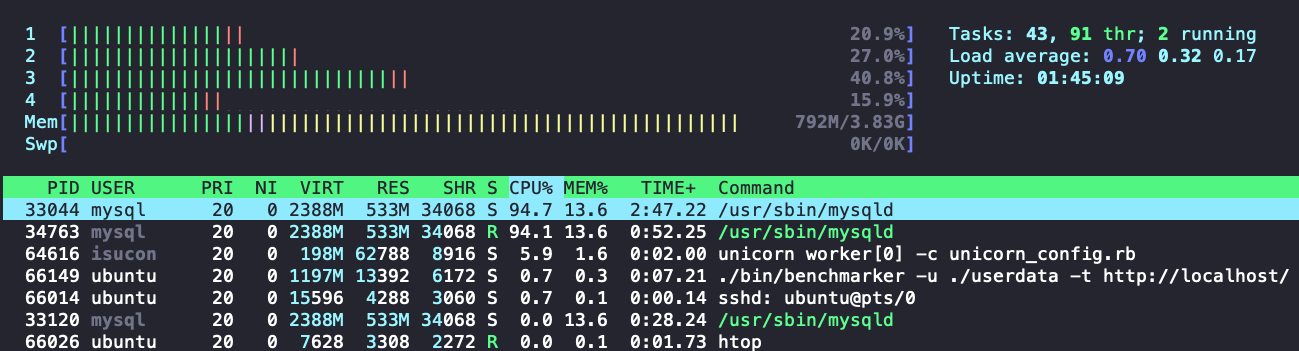 1 [ 20.9%] Tasks: 43, 91 thr; 2 running
2 [ 27.0%] Load average: 0.70 0.32 0.17
3 [ 40.8%] Uptime: 01:45:09
4 [ 15.9%]
Mem[ 792M/3.83G]
Swp[ 0K/0K]
PID USER PRI NI VIRT RES SHR S CPU% MEM% TIME+ Command
33044 mysql 20 0 2388M 533M 34068 S 94.7 13.6 2:47.22 /usr/sbin/mysqld
34763 mysql 20 0 2388M 533M 34068 R 94.1 13.6 0:52.25 /usr/sbin/mysqld
64616 isucon 20 0 198M 62788 8916 S 5.9 1.6 0:02.00 unicorn worker[0] -c unicorn_config.rb
66149 ubuntu 20 0 1197M 13392 6172 S 0.7 0.3 0:07.21 ./bin/benchmarker -u ./userdata -t http://localhost/
66014 ubuntu 20 0 15596 4288 3060 S 0.7 0.1 0:00.14 sshd: ubuntu@pts/0
33120 mysql 20 0 2388M 533M 34068 S 0.0 13.6 0:28.24 /usr/sbin/mysqld
66026 ubuntu 20 0 7628 3308 2272 R 0.0 0.1 0:01.73 htop